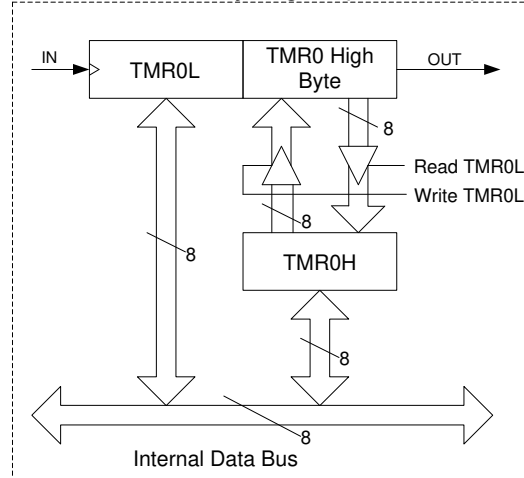 IN
TMR0L
TMR0 High
Byte
OUT
8
Read TMR0L
Write TMR0L
8
8
TMR0H
8
8
Internal Data Bus